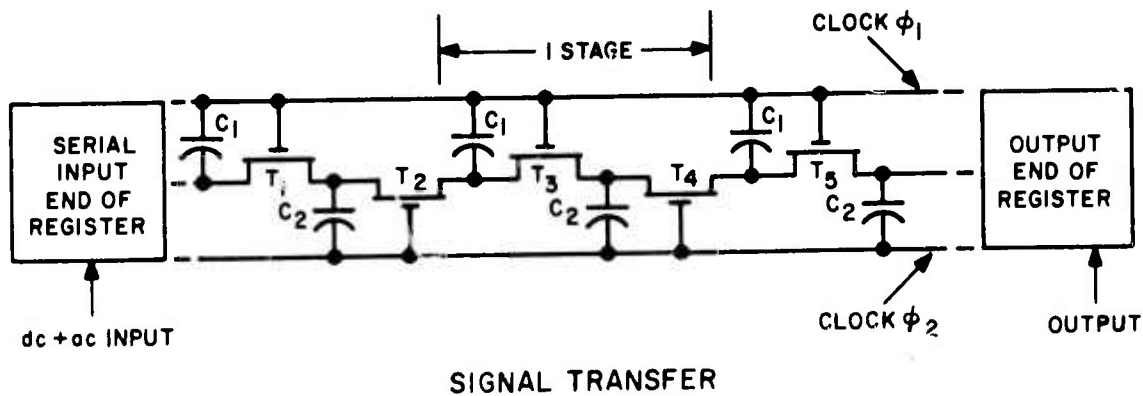 CLOCK ϕ1
1 STAGE
SERIAL
INPUT
END OF
REGISTER
C1
T1
C2
T2
C1
T3
C2
T4
C1
T5
C2
OUTPUT
END OF
REGISTER
dc + ac INPUT
CLOCK ϕ2
OUTPUT
SIGNAL TRANSFER